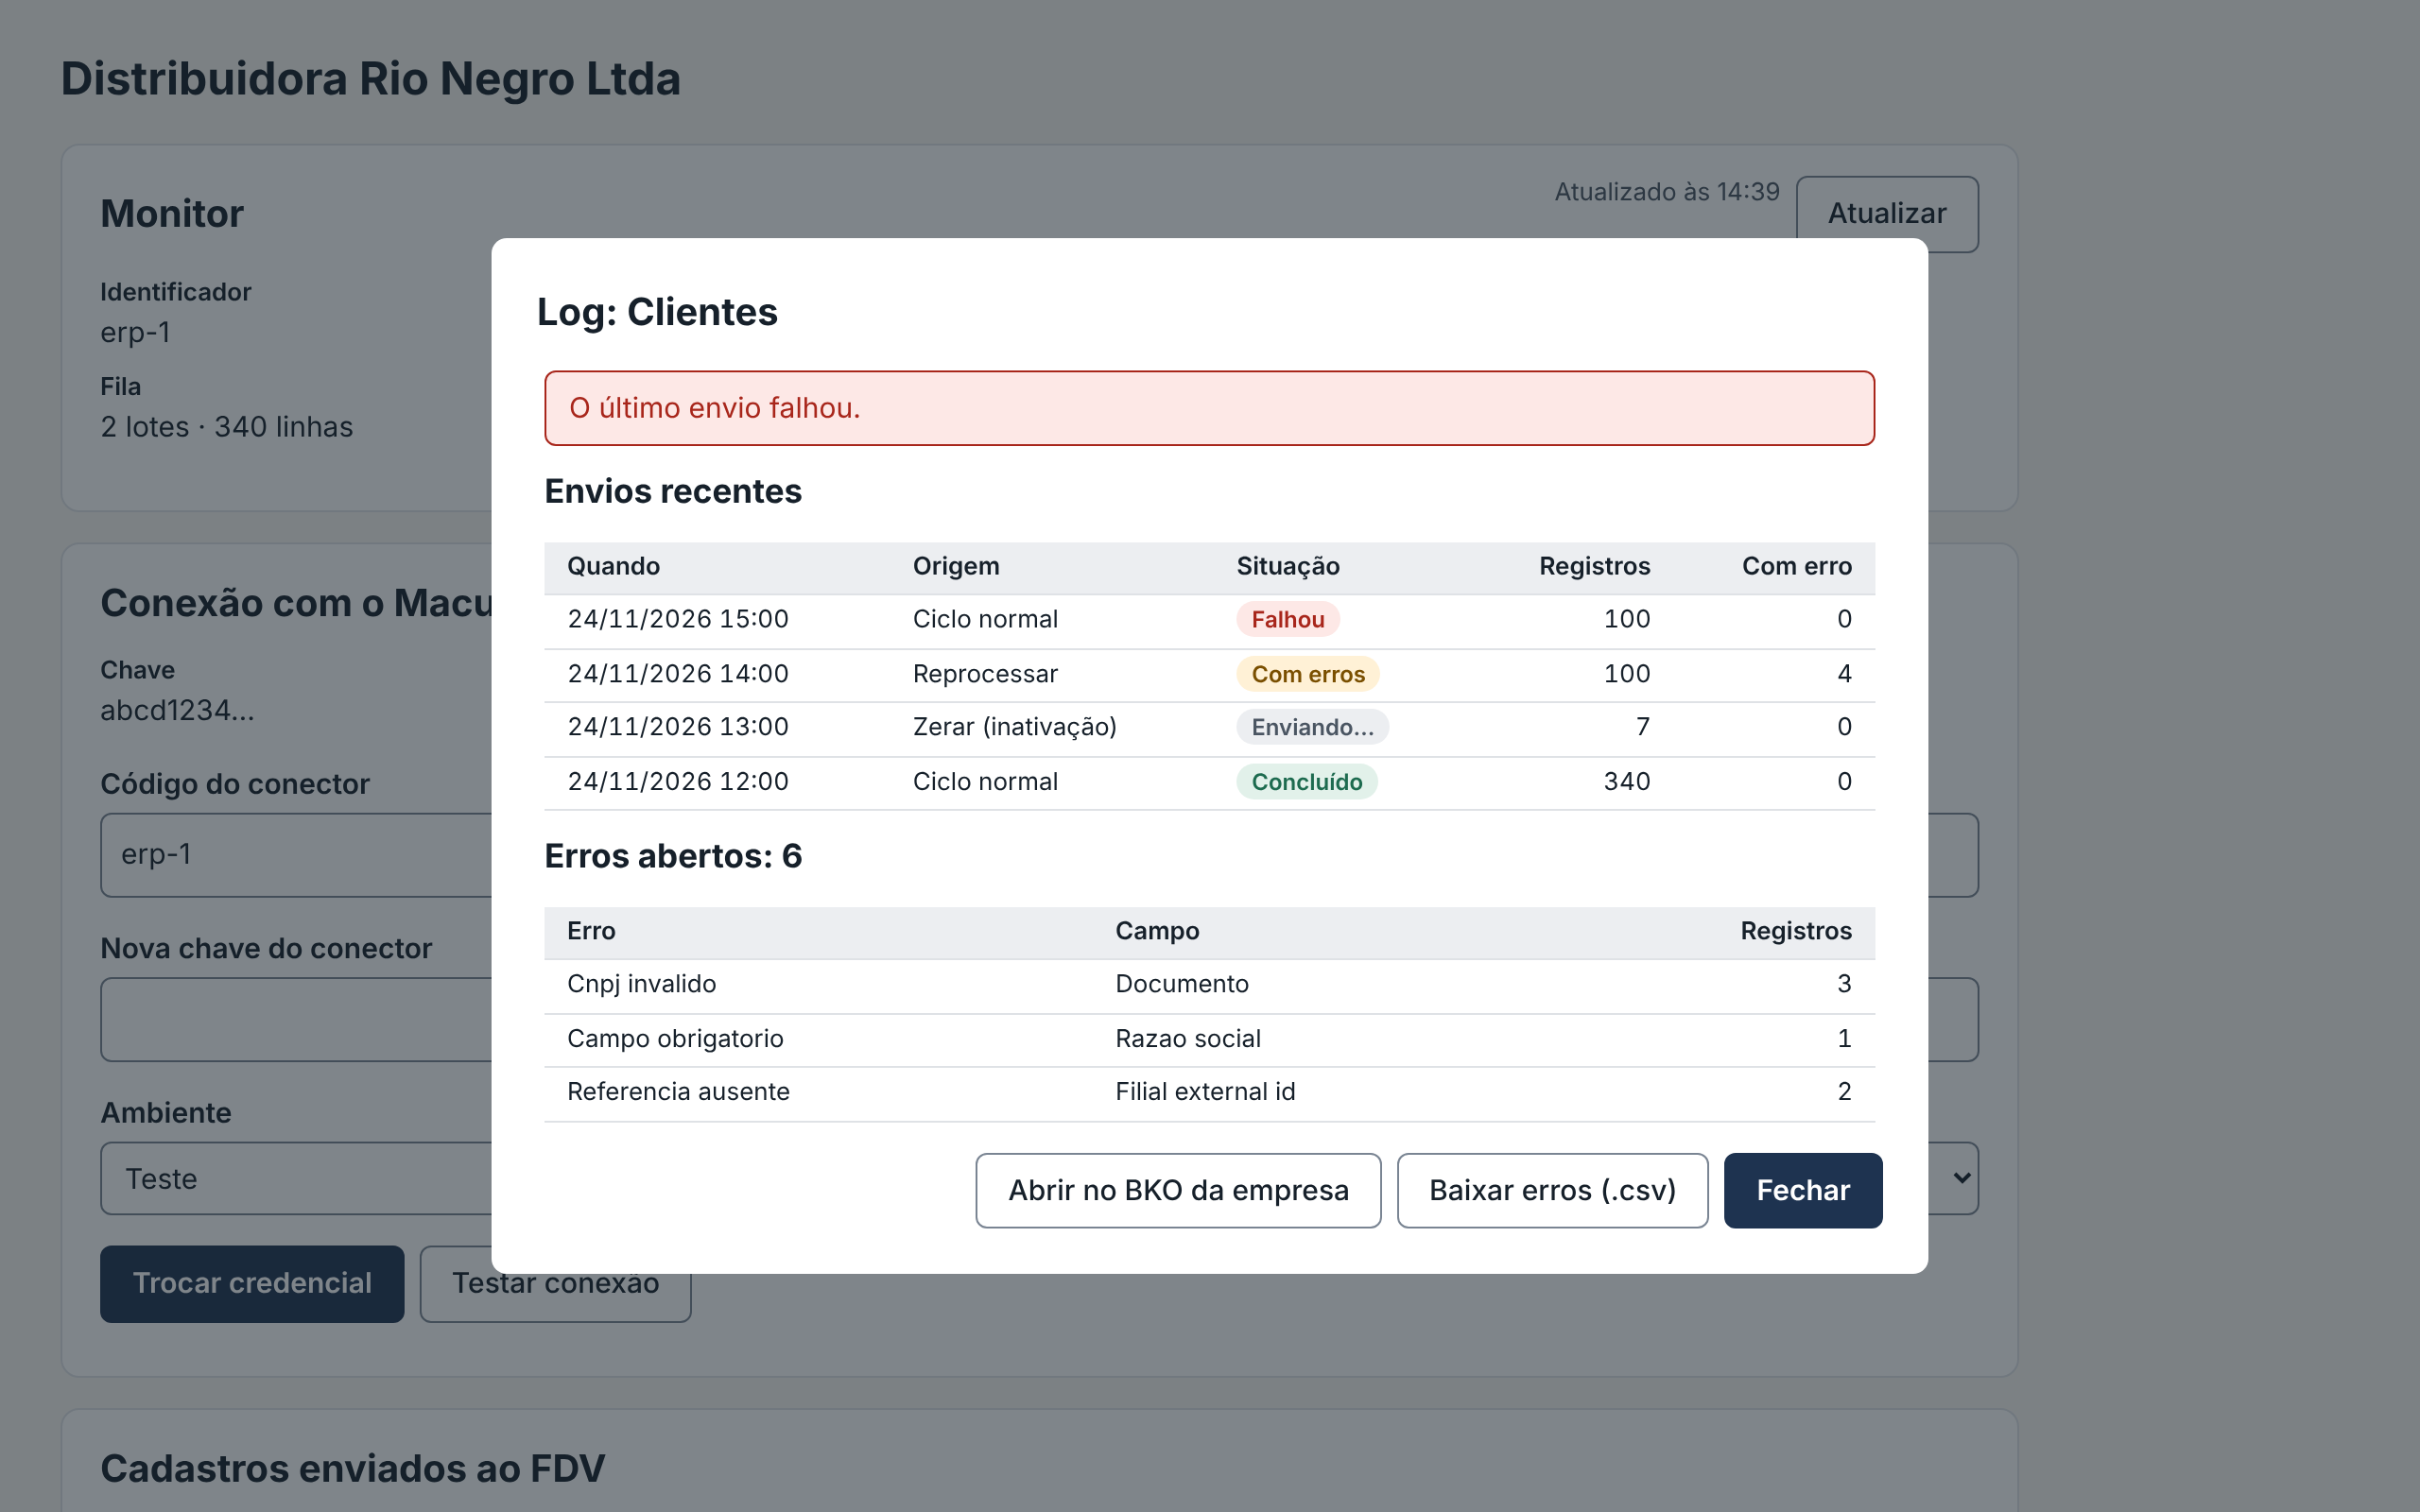 Distribuidora Rio Negro Ltda
Monitor
Atualizado às 14:39
Atualizar
Identificador
erp-1
Fila
2 lotes · 340 linhas
Conexão com o Macu
Chave
abcd1234...
Código do conector
erp-1
Nova chave do conector
Ambiente
Teste
Trocar credencial
Testar conexão
Cadastros enviados ao FDV
Log: Clientes
O último envio falhou.
Envios recentes
Quando Origem Situação Registros Com erro
24/11/2026 15:00 Ciclo normal Falhou 100 0
24/11/2026 14:00 Reprocessar Com erros 100 4
24/11/2026 13:00 Zerar (inativação) Enviando... 7 0
24/11/2026 12:00 Ciclo normal Concluído 340 0
Erros abertos: 6
Erro Campo Registros
Cnpj invalido Documento 3
Campo obrigatorio Razao social 1
Referencia ausente Filial external id 2
Abrir no BKO da empresa
Baixar erros (.csv)
Fechar